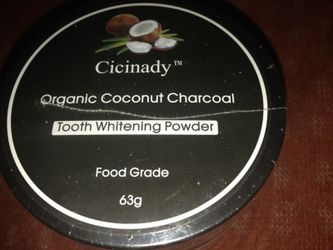 Cicinady™
Organic Coconut Charcoal
Tooth Whitening Powder
Food Grade
63g